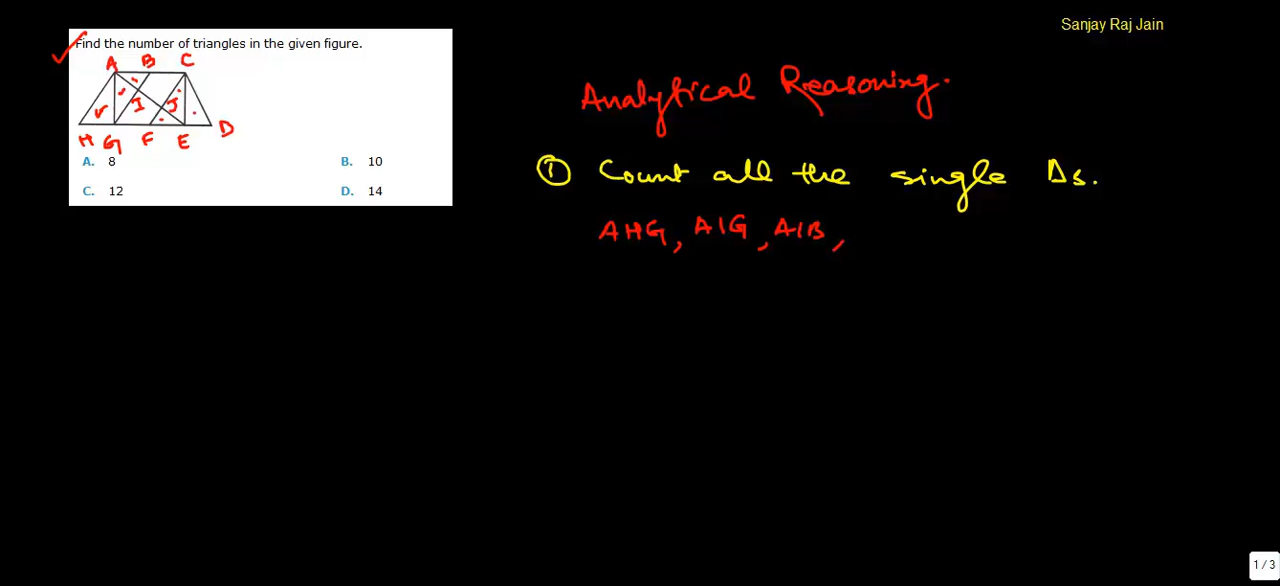 Sanjay Raj Jain
Find the number of triangles in the given figure.
A B C
I J
H G F E D
A. 8
B. 10
C. 12
D. 14
Analytical Reasoning.
① Count all the single Δs.
AHG, AIG, AIB,
1 / 3